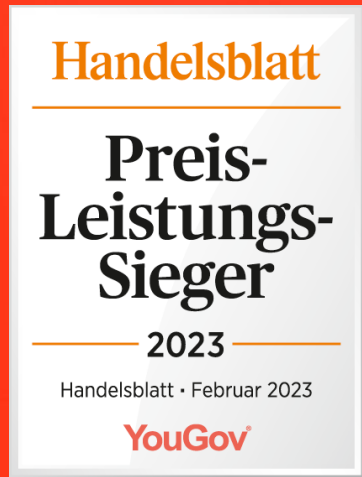 Handelsblatt
Preis-
Leistungs-
Sieger
2023
Handelsblatt • Februar 2023
YouGov®